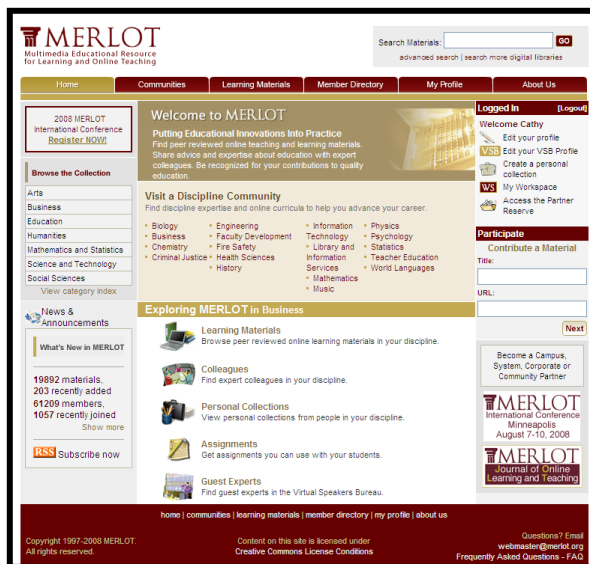 MERLOT
Multimedia Educational Resource
for Learning and Online Teaching
Search Materials:
GO
advanced search | search more digital libraries
Home
Communities
Learning Materials
Member Directory
My Profile
About Us
2008 MERLOT
International Conference
Register NOW!
Browse the Collection
Arts
Business
Education
Humanities
Mathematics and Statistics
Science and Technology
Social Sciences
View category index
News &
Announcements
What's New in MERLOT
19892 materials,
203 recently added
61209 members,
1057 recently joined
Show more
RSS Subscribe now
Welcome to MERLOT
Putting Educational Innovations Into Practice
Find peer reviewed online teaching and learning materials.
Share advice and expertise about education with expert
colleagues. Be recognized for your contributions to quality
education.
Visit a Discipline Community
Find discipline expertise and online curricula to help you advance your career.
• Biology
• Business
• Chemistry
• Criminal Justice
• Engineering
• Faculty Development
• Fire Safety
• Health Sciences
• History
• Information
Technology
• Library and
Information
Services
• Mathematics
• Music
• Physics
• Psychology
• Statistics
• Teacher Education
• World Languages
Exploring MERLOT in Business
Learning Materials
Browse peer reviewed online learning materials in your discipline.
Colleagues
Find expert colleagues in your discipline.
Personal Collections
View personal collections from people in your discipline.
Assignments
Get assignments you can use with your students.
Guest Experts
Find guest experts in the Virtual Speakers Bureau.
Logged In [Logout]
Welcome Cathy
Edit your profile
VSB Edit your VSB Profile
Create a personal
collection
WS My Workspace
Access the Partner
Reserve
Participate
Contribute a Material
Title:
URL:
Next
Become a Campus,
System, Corporate or
Community Partner
MERLOT
International Conference
Minneapolis
August 7-10, 2008
MERLOT
Journal of Online
Learning and Teaching
home | communities | learning materials | member directory | my profile | about us
Copyright 1997-2008 MERLOT.
All rights reserved.
Content on this site is licensed under
Creative Commons License Conditions
Questions? Email
webmaster@merlot.org
Frequently Asked Questions - FAQ